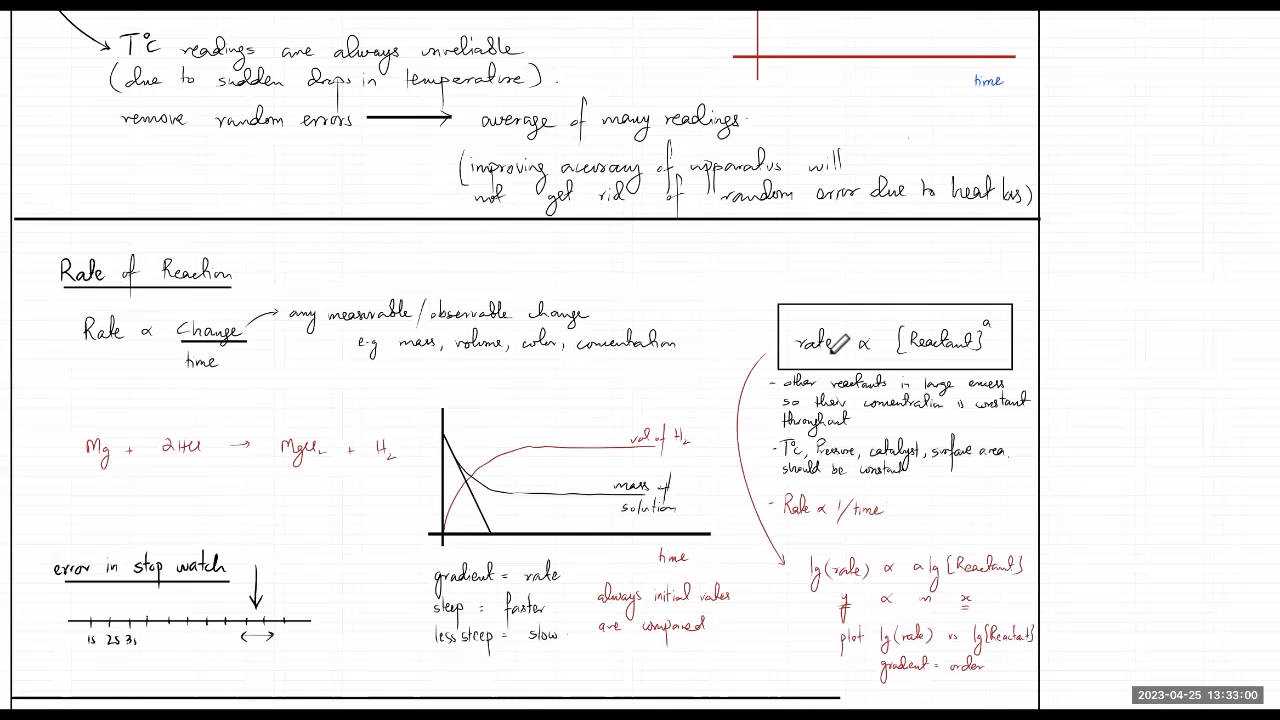 T°C readings are always unreliable
(due to sudden drops in temperature).
time
remove random errors → average of many readings.
(improving accuracy of apparatus will
not get rid of random error due to heat loss)
Rate of Reaction
Rate ∝ Change
time
→ any measurable/observable change
e.g mass, volume, color, concentration
rate ∝ [Reactant]^a
- other reactants in large excess
so their concentration is constant
throughout
- T°C, Pressure, catalyst, surface area.
should be constant
- Rate ∝ 1/time
Mg + 2HCl → MgCl2 + H2
vol of H2
mass of
solution
time
error in stop watch
1s 2s 3s
gradient = rate
steep = faster
less steep = slow.
always initial rates
are compared
lg(rate) ∝ a lg[Reactant]
y ∝ m x
plot lg(rate) vs lg[Reactant]
gradient = order
2023-04-25 13:33:00